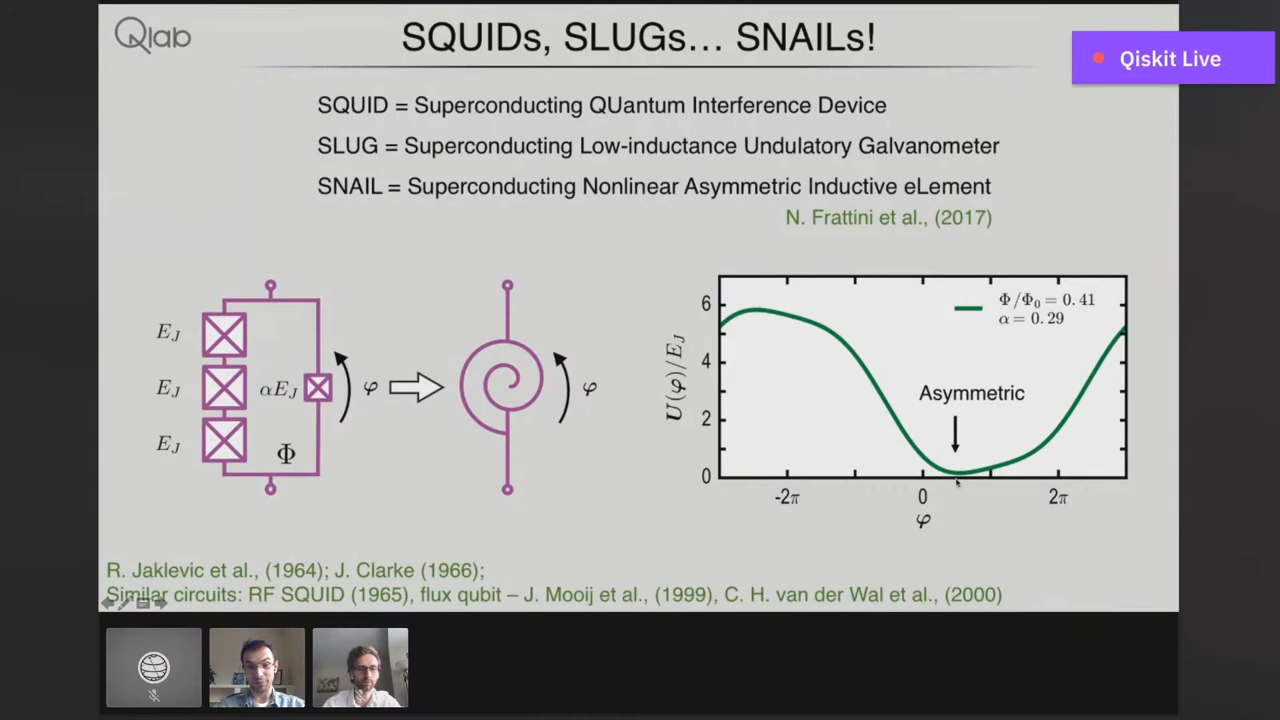 Qlab
SQUIDs, SLUGs... SNAILs!
Qiskit Live
SQUID = Superconducting QUantum Interference Device
SLUG = Superconducting Low-inductance Undulatory Galvanometer
SNAIL = Superconducting Nonlinear Asymmetric Inductive eLement
N. Frattini et al., (2017)
E_J
E_J
αE_J
E_J
Φ
φ
φ
U(φ)/E_J
6
4
2
0
Φ/Φ₀ = 0.41
α = 0.29
Asymmetric
-2π
0
2π
φ
R. Jaklevic et al., (1964); J. Clarke (1966);
Similar circuits: RF SQUID (1965), flux qubit – J. Mooij et al., (1999), C. H. van der Wal et al., (2000)